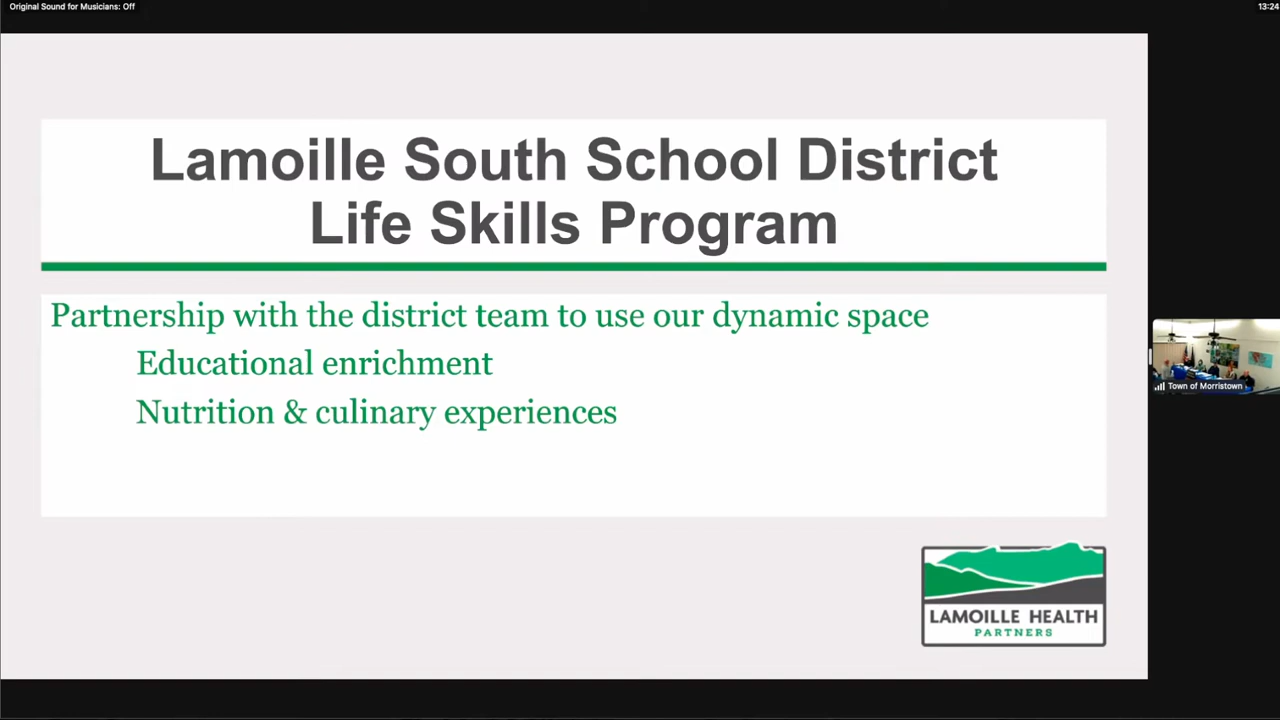 Original Sound for Musicians: Off
13:24
Lamoille South School District
Life Skills Program
Partnership with the district team to use our dynamic space
Educational enrichment
Nutrition & culinary experiences
Town of Morristown
LAMOILLE HEALTH
PARTNERS